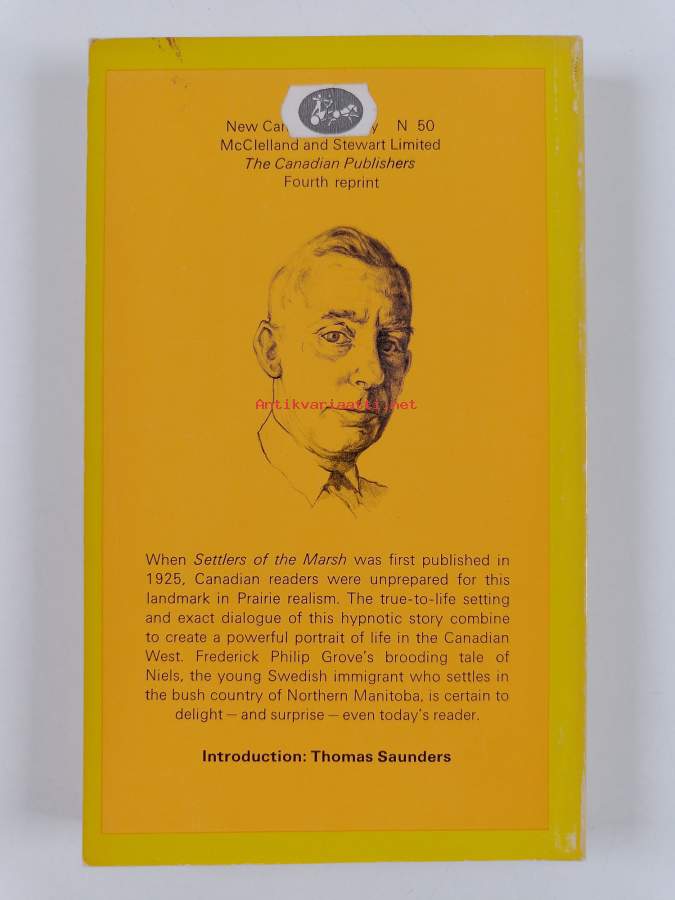 New Can y N 50
McClelland and Stewart Limited
The Canadian Publishers
Fourth reprint
Antikvariaatti.net
When Settlers of the Marsh was first published in
1925, Canadian readers were unprepared for this
landmark in Prairie realism. The true-to-life setting
and exact dialogue of this hypnotic story combine
to create a powerful portrait of life in the Canadian
West. Frederick Philip Grove's brooding tale of
Niels, the young Swedish immigrant who settles in
the bush country of Northern Manitoba, is certain to
delight — and surprise — even today's reader.
Introduction: Thomas Saunders